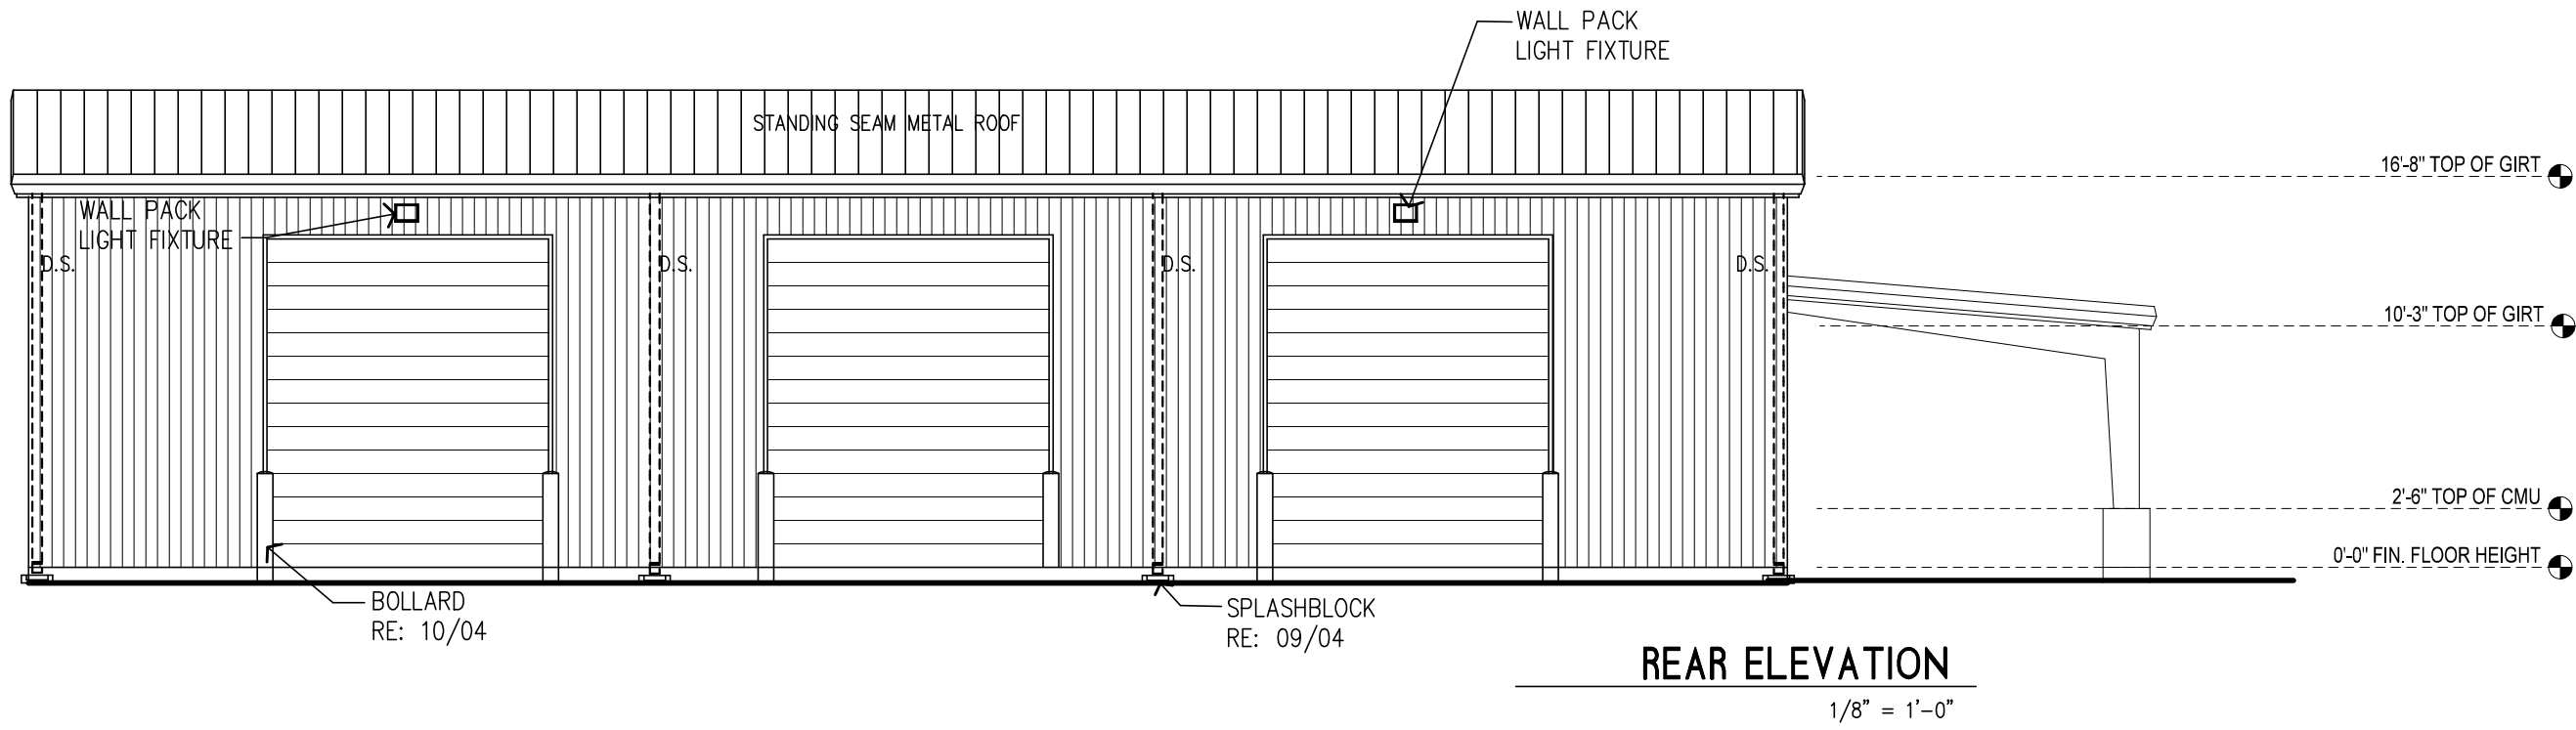 WALL PACK
LIGHT FIXTURE
STANDING SEAM METAL ROOF
16'-8" TOP OF GIRT
WALL PACK
LIGHT FIXTURE
D.S.
D.S.
D.S.
D.S.
10'-3" TOP OF GIRT
2'-6" TOP OF CMU
0'-0" FIN. FLOOR HEIGHT
BOLLARD
RE: 10/04
SPLASHBLOCK
RE: 09/04
REAR ELEVATION
1/8" = 1'-0"